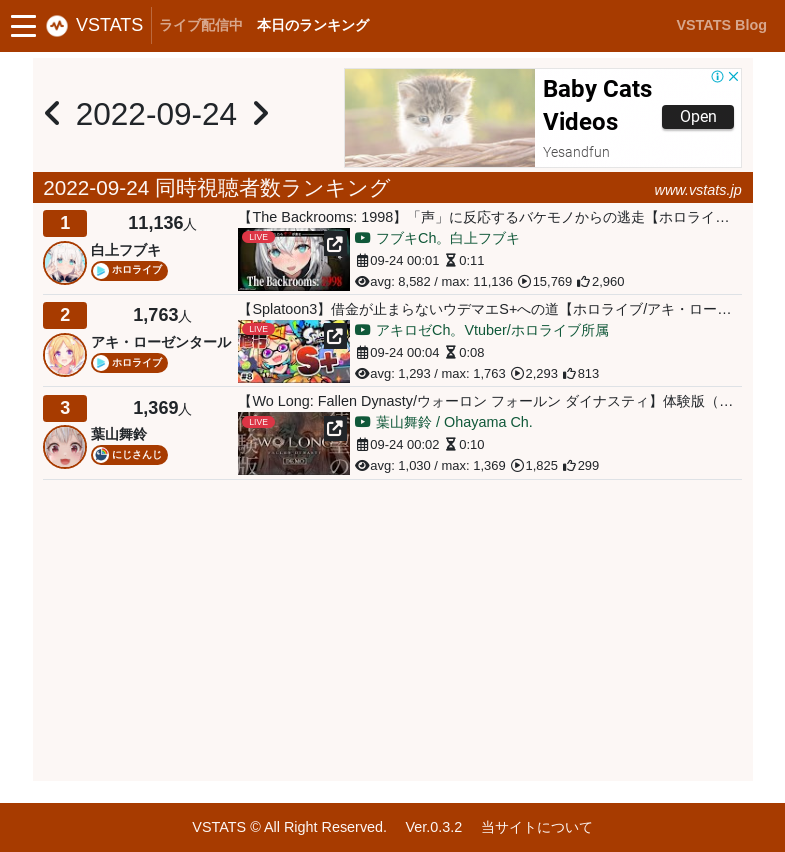 VSTATS ライブ配信中 本日のランキング VSTATS Blog
2022-09-24
Baby Cats
Videos
Yesandfun
Open
2022-09-24 同時視聴者数ランキング www.vstats.jp
1 11,136人
白上フブキ
ホロライブ
【The Backrooms: 1998】「声」に反応するバケモノからの逃走【ホロライ…
LIVE
The Backrooms: 1998
フブキCh。白上フブキ
09-24 00:01 0:11
avg: 8,582 / max: 11,136 15,769 2,960
2 1,763人
アキ・ローゼンタール
ホロライブ
【Splatoon3】借金が止まらないウデマエS+への道【ホロライブ/アキ・ロー…
LIVE
S+
#8
アキロゼCh。Vtuber/ホロライブ所属
09-24 00:04 0:08
avg: 1,293 / max: 1,763 2,293 813
3 1,369人
葉山舞鈴
にじさんじ
【Wo Long: Fallen Dynasty/ウォーロン フォールン ダイナスティ】体験版（…
LIVE
WO LONG
葉山舞鈴 / Ohayama Ch.
09-24 00:02 0:10
avg: 1,030 / max: 1,369 1,825 299
VSTATS © All Right Reserved. Ver.0.3.2 当サイトについて